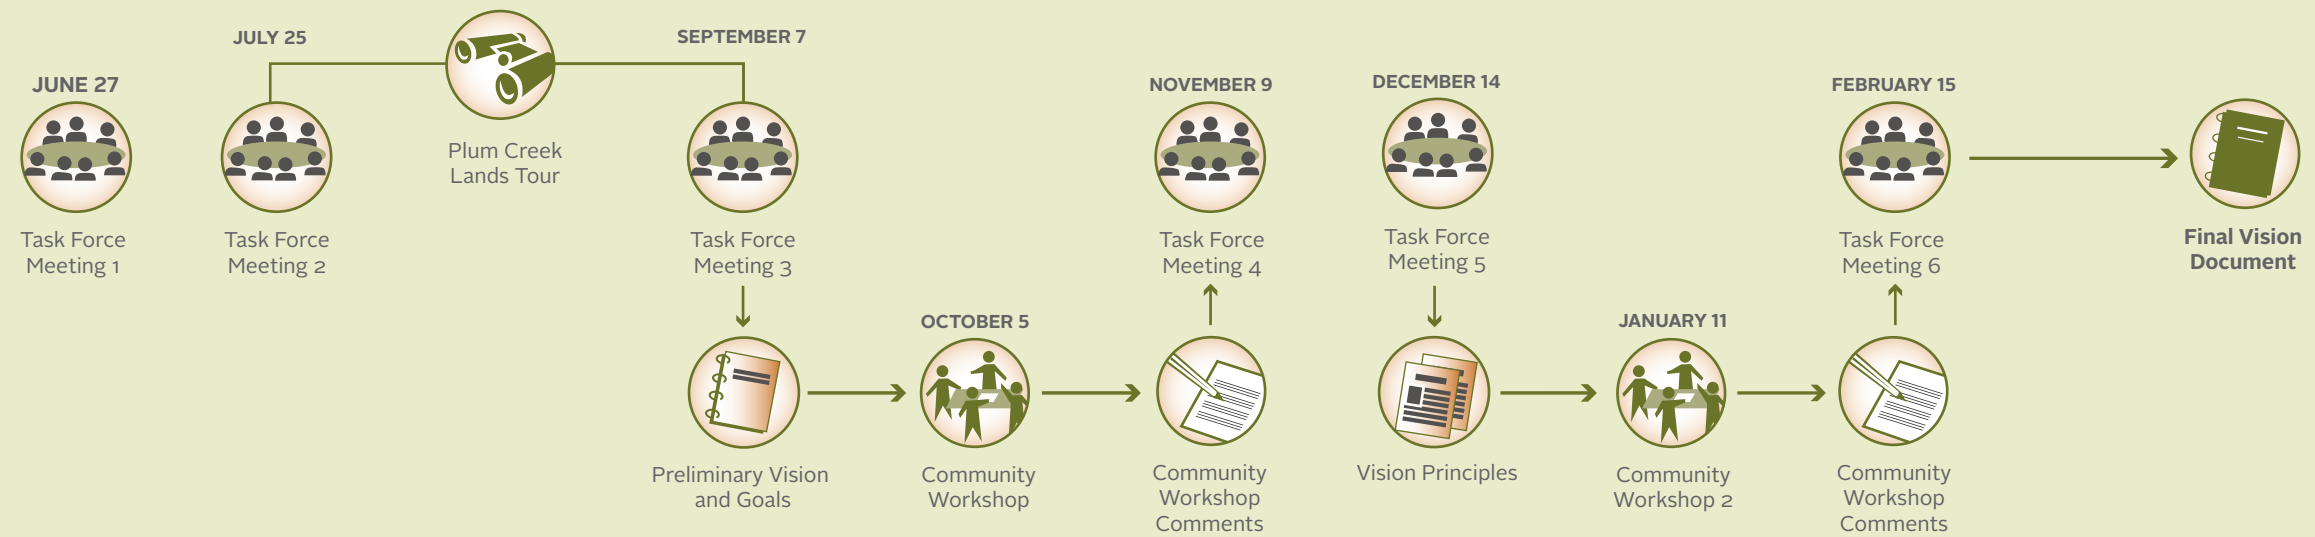 JUNE 27
Task Force
Meeting 1
JULY 25
Task Force
Meeting 2
Plum Creek
Lands Tour
SEPTEMBER 7
Task Force
Meeting 3
Preliminary Vision
and Goals
OCTOBER 5
Community
Workshop
Community
Workshop
Comments
NOVEMBER 9
Task Force
Meeting 4
DECEMBER 14
Task Force
Meeting 5
Vision Principles
JANUARY 11
Community
Workshop 2
Community
Workshop
Comments
FEBRUARY 15
Task Force
Meeting 6
Final Vision
Document